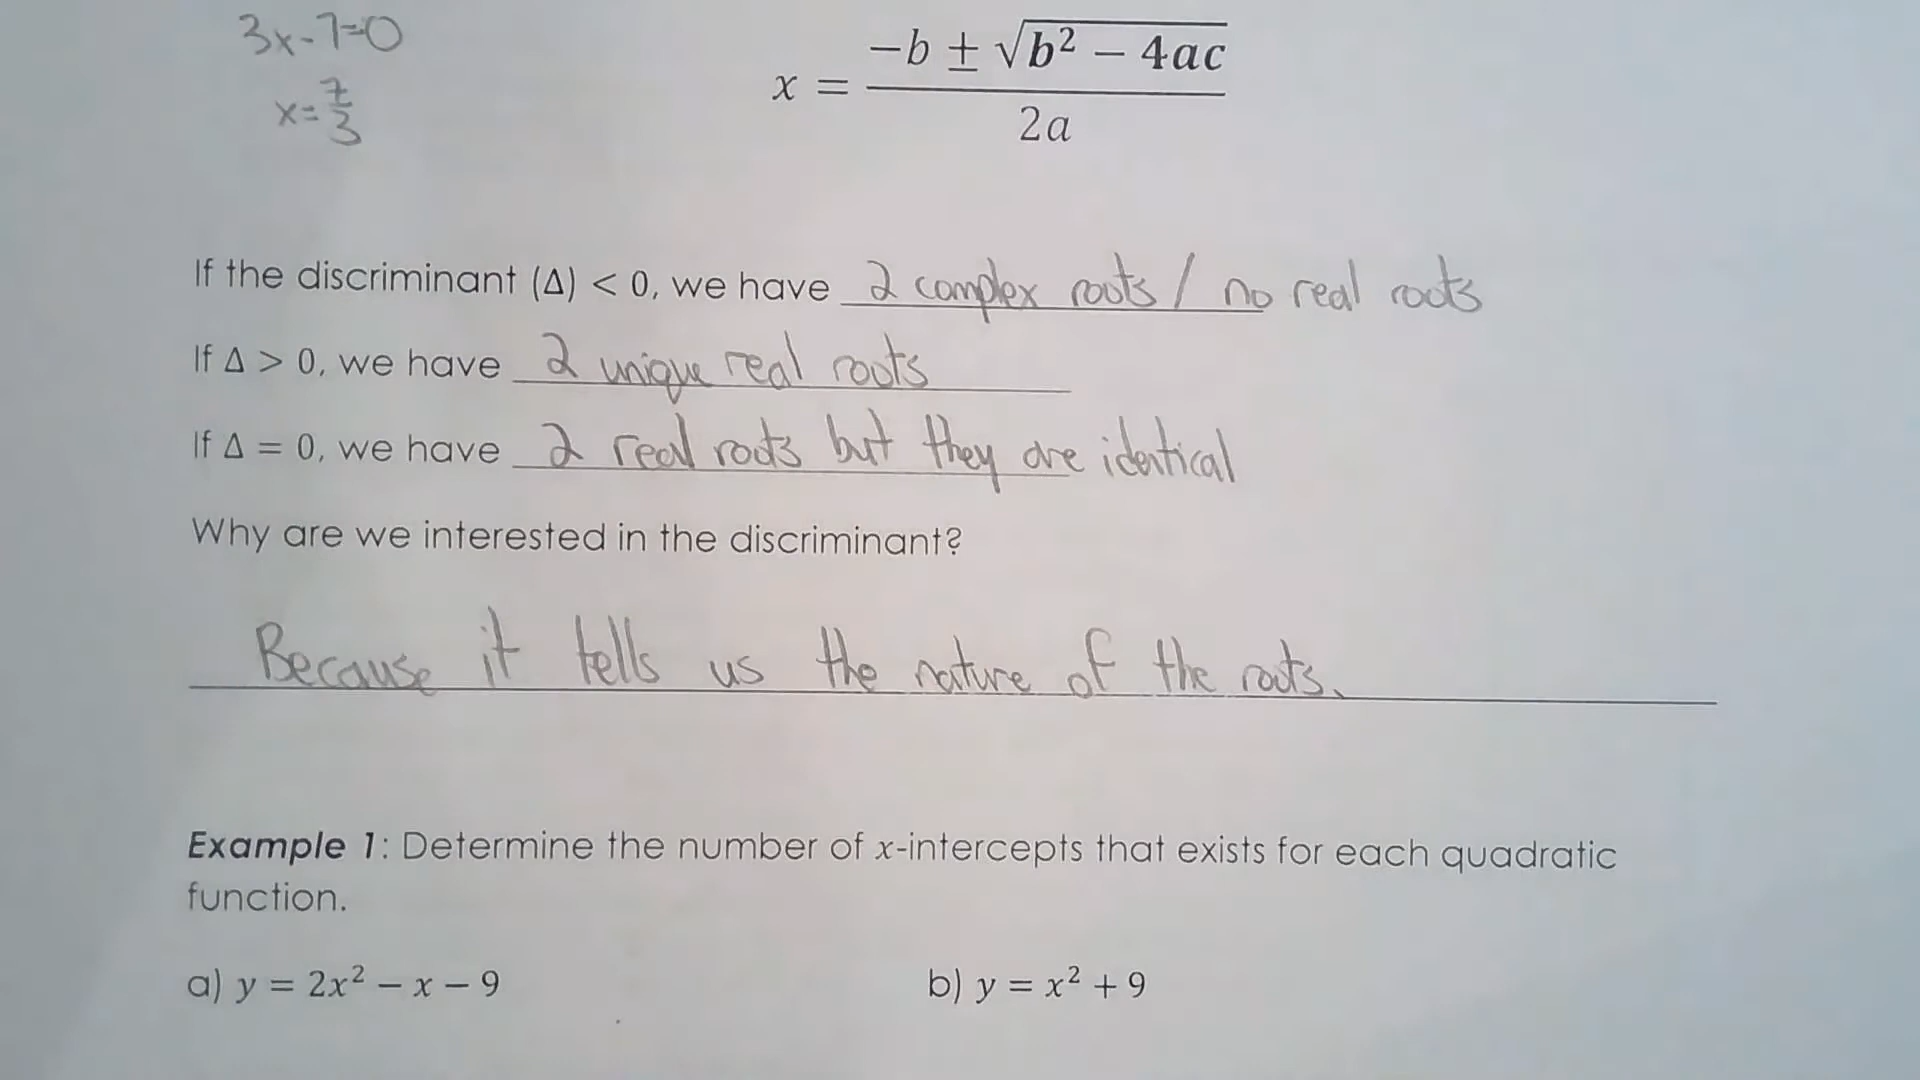 3x-7=0
x=7/3
x = (-b ± √(b² − 4ac)) / 2a
If the discriminant (Δ) < 0, we have 2 complex roots / no real roots
If Δ > 0, we have 2 unique real roots
If Δ = 0, we have 2 real roots but they are identical
Why are we interested in the discriminant?
Because it tells us the nature of the roots.
Example 1: Determine the number of x-intercepts that exists for each quadratic
function.
a) y = 2x² − x − 9 b) y = x² + 9